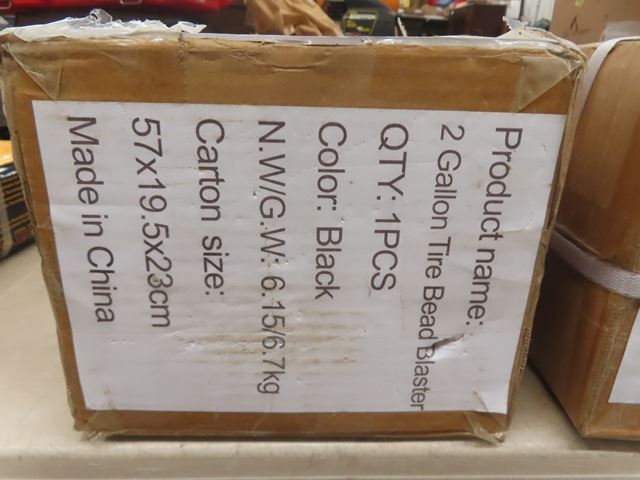 Product name:
2 Gallon Tire Bead Blaster
QTY: 1PCS
Color: Black
N.W/G.W: 6.15/6.7kg
Carton size:
57x19.5x23cm
Made in China